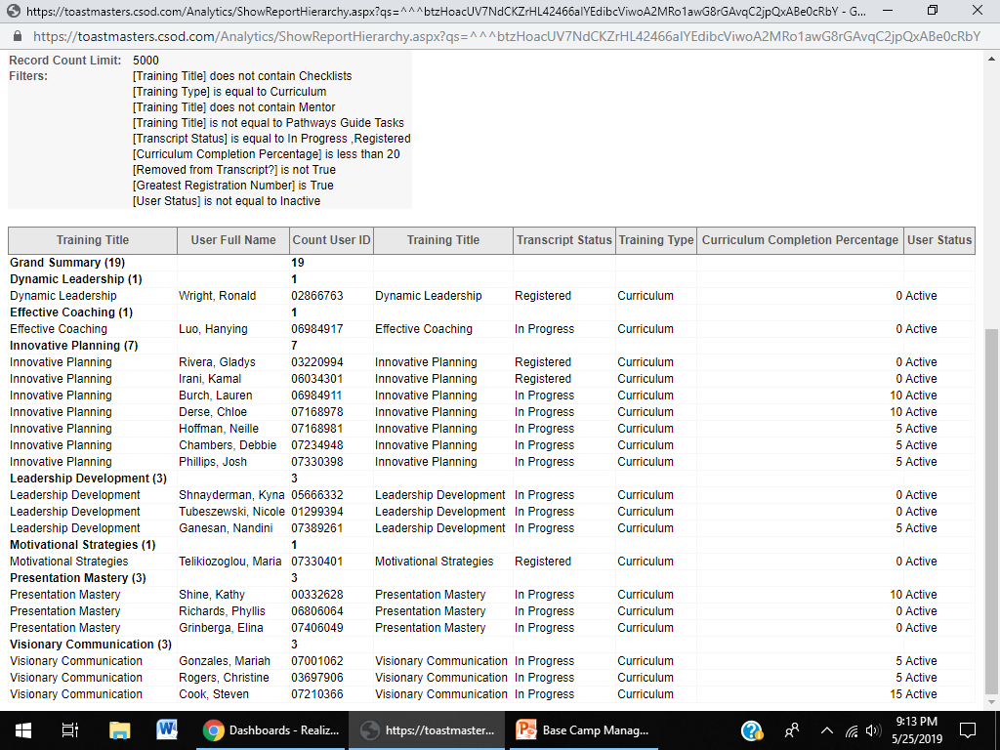 https://toastmasters.csod.com/Analytics/ShowReportHierarchy.aspx?qs=^^^btzHoacUV7NdCKZrHL42466aIYEdibcViwoA2MRo1awG8rGAvqC2jpQxABe0cRbY - G...
https://toastmasters.csod.com/Analytics/ShowReportHierarchy.aspx?qs=^^^btzHoacUV7NdCKZrHL42466aIYEdibcViwoA2MRo1awG8rGAvqC2jpQxABe0cRbY
Record Count Limit: 5000
Filters: [Training Title] does not contain Checklists
[Training Type] is equal to Curriculum
[Training Title] does not contain Mentor
[Training Title] is not equal to Pathways Guide Tasks
[Transcript Status] is equal to In Progress ,Registered
[Curriculum Completion Percentage] is less than 20
[Removed from Transcript?] is not True
[Greatest Registration Number] is True
[User Status] is not equal to Inactive
Training Title User Full Name Count User ID Training Title Transcript Status Training Type Curriculum Completion Percentage User Status
Grand Summary (19) 19
Dynamic Leadership (1) 1
Dynamic Leadership Wright, Ronald 02866763 Dynamic Leadership Registered Curriculum 0 Active
Effective Coaching (1) 1
Effective Coaching Luo, Hanying 06984917 Effective Coaching In Progress Curriculum 0 Active
Innovative Planning (7) 7
Innovative Planning Rivera, Gladys 03220994 Innovative Planning Registered Curriculum 0 Active
Innovative Planning Irani, Kamal 06034301 Innovative Planning Registered Curriculum 0 Active
Innovative Planning Burch, Lauren 06984911 Innovative Planning In Progress Curriculum 10 Active
Innovative Planning Derse, Chloe 07168978 Innovative Planning In Progress Curriculum 10 Active
Innovative Planning Hoffman, Neille 07168981 Innovative Planning In Progress Curriculum 5 Active
Innovative Planning Chambers, Debbie 07234948 Innovative Planning In Progress Curriculum 5 Active
Innovative Planning Phillips, Josh 07330398 Innovative Planning In Progress Curriculum 5 Active
Leadership Development (3) 3
Leadership Development Shnayderman, Kyna 05666332 Leadership Development In Progress Curriculum 0 Active
Leadership Development Tubeszewski, Nicole 01299394 Leadership Development In Progress Curriculum 0 Active
Leadership Development Ganesan, Nandini 07389261 Leadership Development In Progress Curriculum 5 Active
Motivational Strategies (1) 1
Motivational Strategies Telikiozoglou, Maria 07330401 Motivational Strategies Registered Curriculum 0 Active
Presentation Mastery (3) 3
Presentation Mastery Shine, Kathy 00332628 Presentation Mastery In Progress Curriculum 10 Active
Presentation Mastery Richards, Phyllis 06806064 Presentation Mastery In Progress Curriculum 0 Active
Presentation Mastery Grinberga, Elina 07406049 Presentation Mastery In Progress Curriculum 0 Active
Visionary Communication (3) 3
Visionary Communication Gonzales, Mariah 07001062 Visionary Communication In Progress Curriculum 5 Active
Visionary Communication Rogers, Christine 03697906 Visionary Communication In Progress Curriculum 5 Active
Visionary Communication Cook, Steven 07210366 Visionary Communication In Progress Curriculum 15 Active
Dashboards - Realiz... https://toastmaster... Base Camp Manag... 9:13 PM
5/25/2019